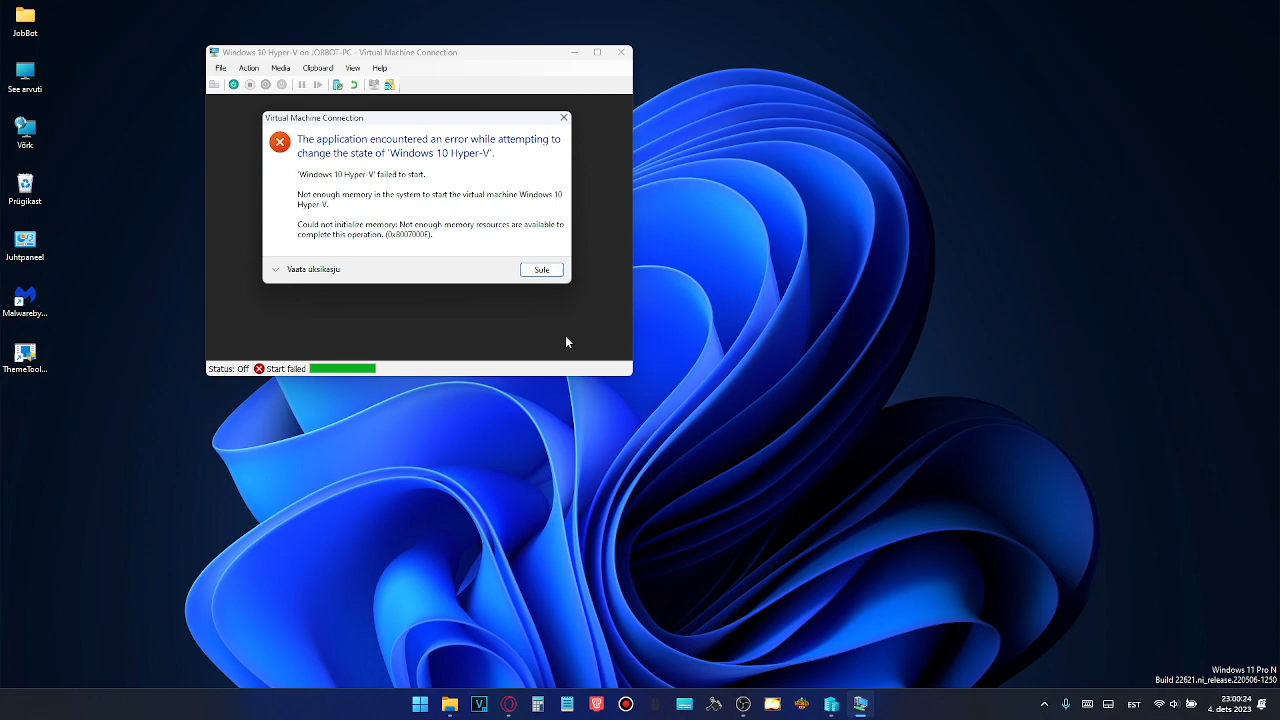 JobBot
See arvuti
Võrk
Prügikast
Juhtpaneel
Malwareby...
ThemeTool...
Windows 10 Hyper-V on JOBBOT-PC - Virtual Machine Connection
File Action Media Clipboard View Help
Virtual Machine Connection
The application encountered an error while attempting to
change the state of 'Windows 10 Hyper-V'.
'Windows 10 Hyper-V' failed to start.
Not enough memory in the system to start the virtual machine Windows 10
Hyper-V.
Could not initialize memory: Not enough memory resources are available to
complete this operation. (0x8007000E).
Vaata üksikasju
Sule
Status: Off Start failed
Windows 11 Pro N
Build 22621.ni_release.220506-1250
EST
23:00:24
4. dets 2024